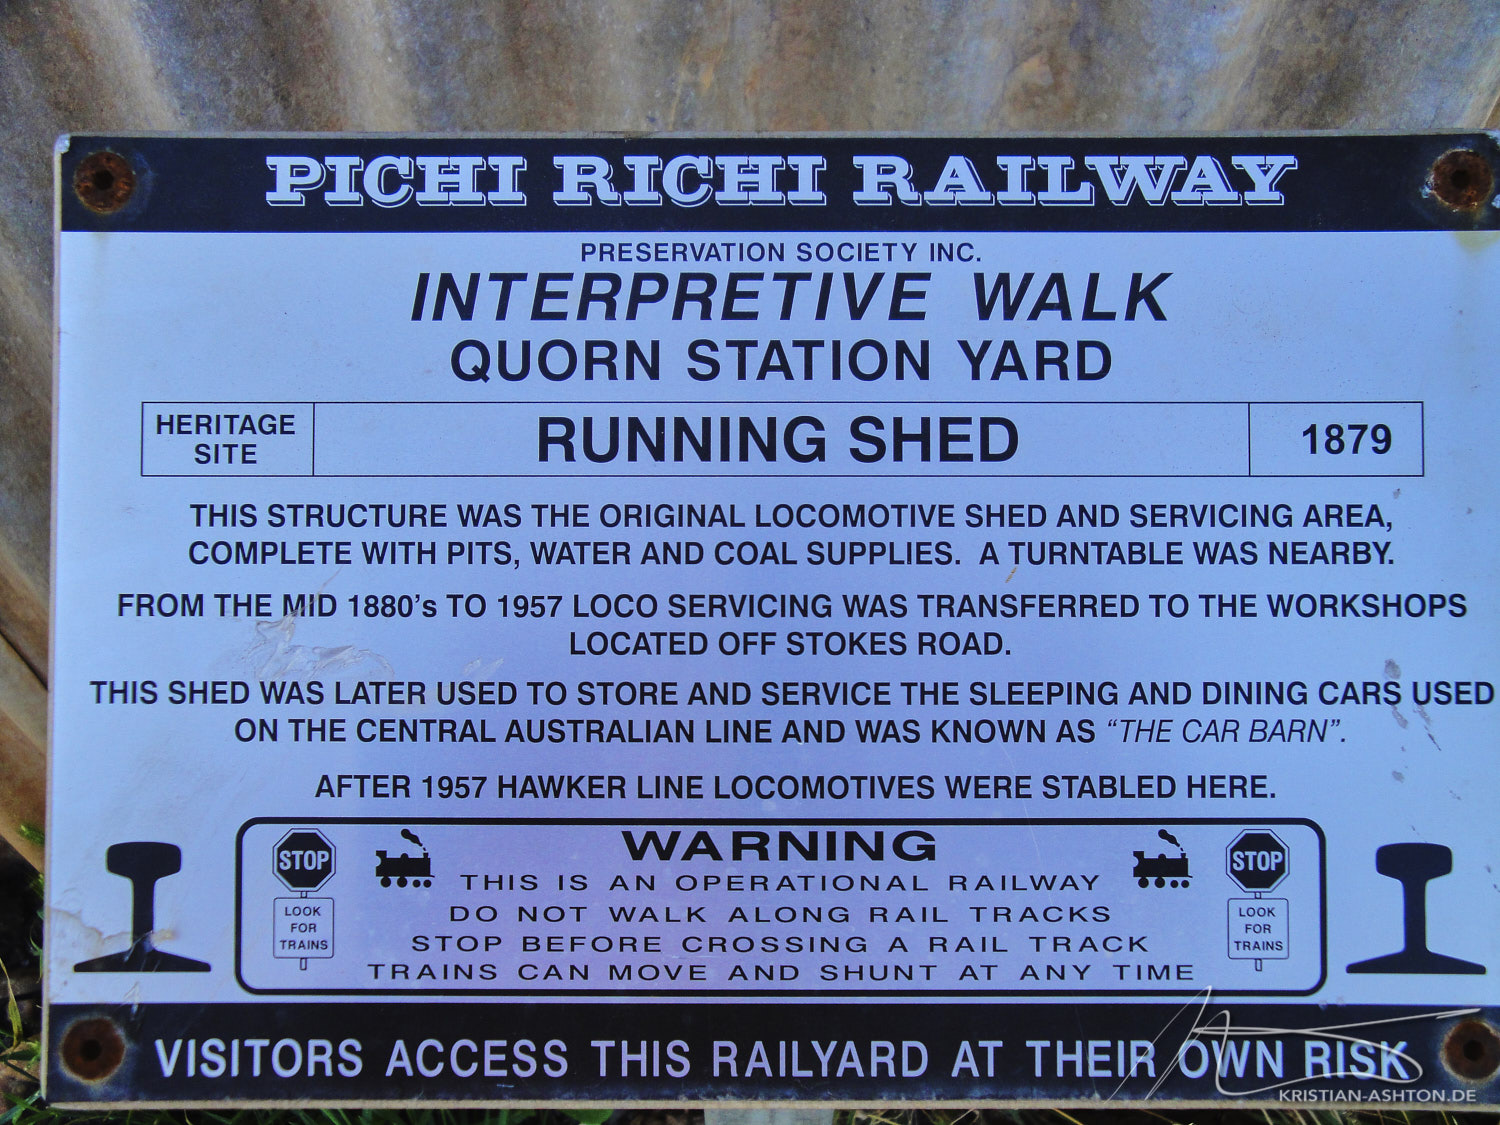 PICHI RICHI RAILWAY
PRESERVATION SOCIETY INC.
INTERPRETIVE WALK
QUORN STATION YARD
HERITAGE SITE
RUNNING SHED
1879
THIS STRUCTURE WAS THE ORIGINAL LOCOMOTIVE SHED AND SERVICING AREA,
COMPLETE WITH PITS, WATER AND COAL SUPPLIES. A TURNTABLE WAS NEARBY.
FROM THE MID 1880's TO 1957 LOCO SERVICING WAS TRANSFERRED TO THE WORKSHOPS
LOCATED OFF STOKES ROAD.
THIS SHED WAS LATER USED TO STORE AND SERVICE THE SLEEPING AND DINING CARS USED
ON THE CENTRAL AUSTRALIAN LINE AND WAS KNOWN AS "THE CAR BARN".
AFTER 1957 HAWKER LINE LOCOMOTIVES WERE STABLED HERE.
STOP
LOOK
FOR
TRAINS
WARNING
THIS IS AN OPERATIONAL RAILWAY
DO NOT WALK ALONG RAIL TRACKS
STOP BEFORE CROSSING A RAIL TRACK
TRAINS CAN MOVE AND SHUNT AT ANY TIME
STOP
LOOK
FOR
TRAINS
VISITORS ACCESS THIS RAILYARD AT THEIR OWN RISK
KRISTIAN-ASHTON.DE